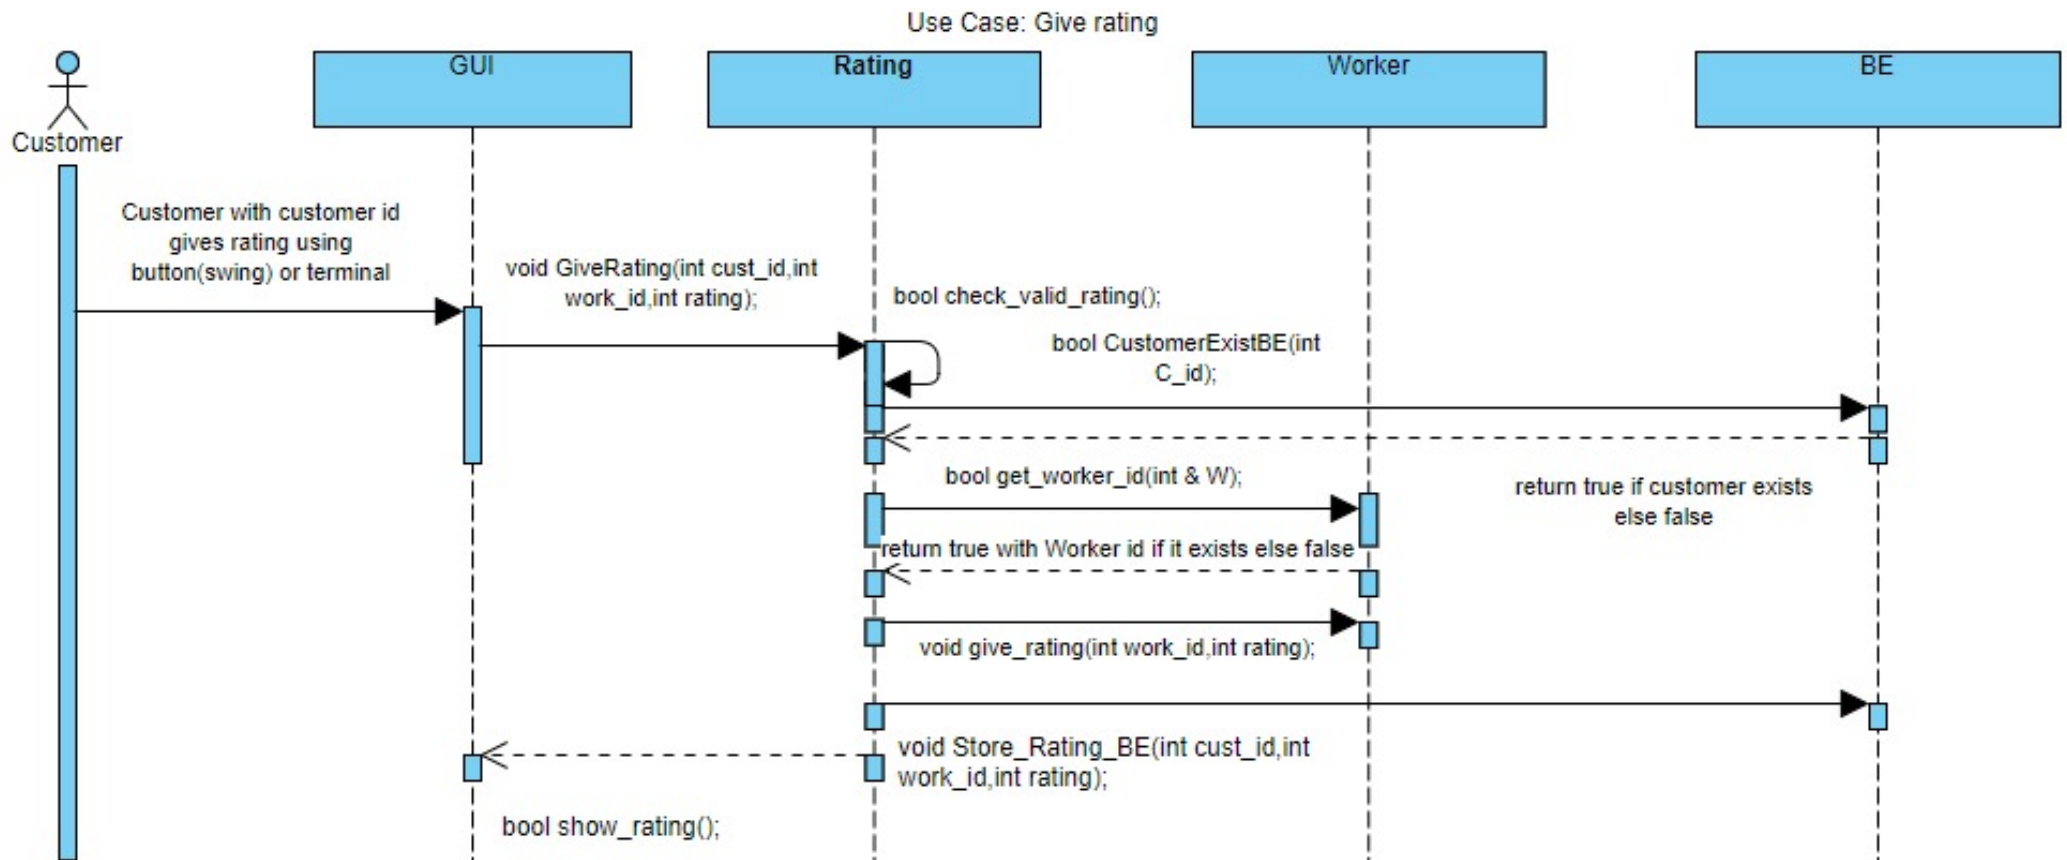 Use Case: Give rating
GUI
Rating
Worker
BE
Customer
Customer with customer id
gives rating using
button(swing) or terminal
void GiveRating(int cust_id,int
work_id,int rating);
bool check_valid_rating();
bool CustomerExistBE(int
C_id);
bool get_worker_id(int & W);
return true if customer exists
else false
return true with Worker id if it exists else false
void give_rating(int work_id,int rating);
void Store_Rating_BE(int cust_id,int
work_id,int rating);
bool show_rating();